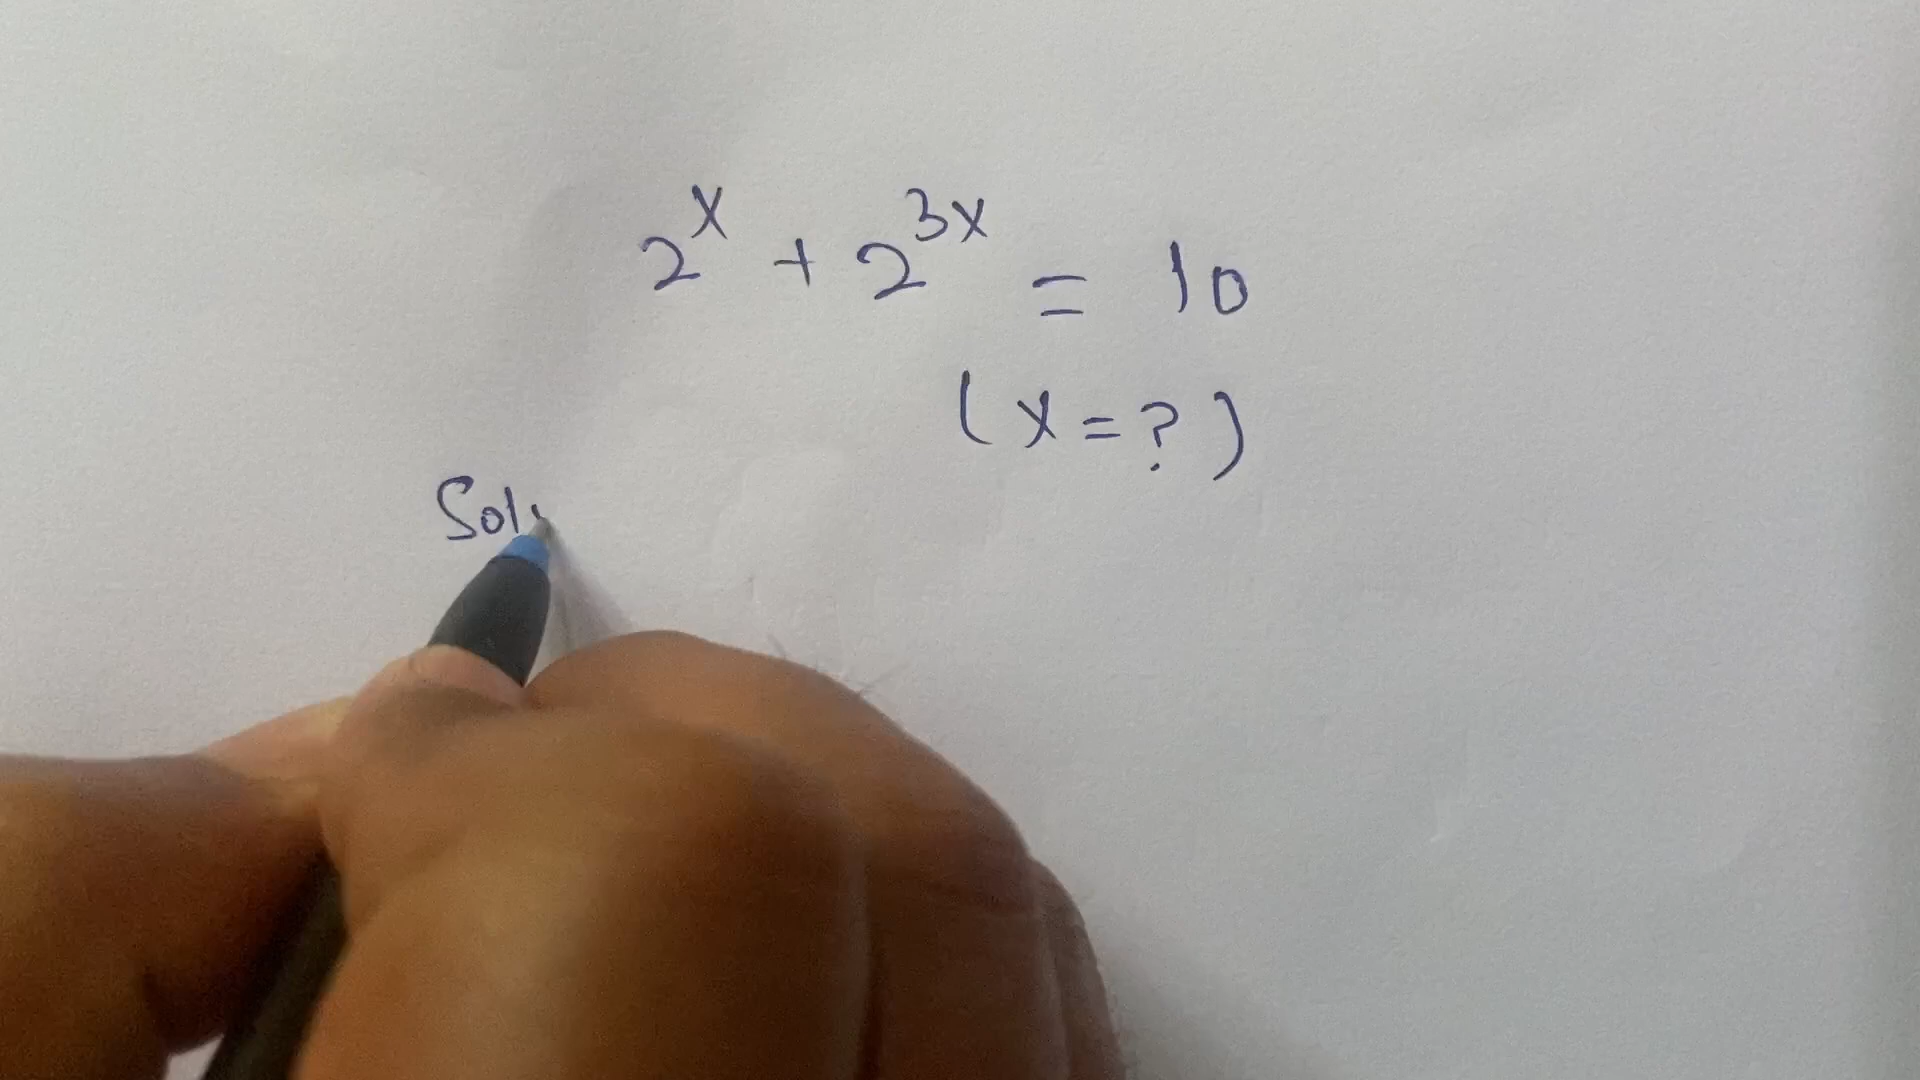 2^x + 2^3x = 10
(x=?)
Sol